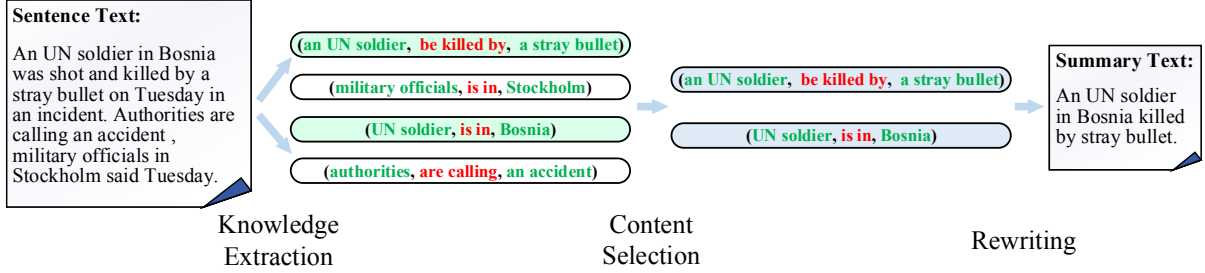 Sentence Text:
An UN soldier in Bosnia
was shot and killed by a
stray bullet on Tuesday in
an incident. Authorities are
calling an accident ,
military officials in
Stockholm said Tuesday.
(an UN soldier, be killed by, a stray bullet)
(military officials, is in, Stockholm)
(UN soldier, is in, Bosnia)
(authorities, are calling, an accident)
(an UN soldier, be killed by, a stray bullet)
(UN soldier, is in, Bosnia)
Summary Text:
An UN soldier
in Bosnia killed
by stray bullet.
Knowledge
Extraction
Content
Selection
Rewriting